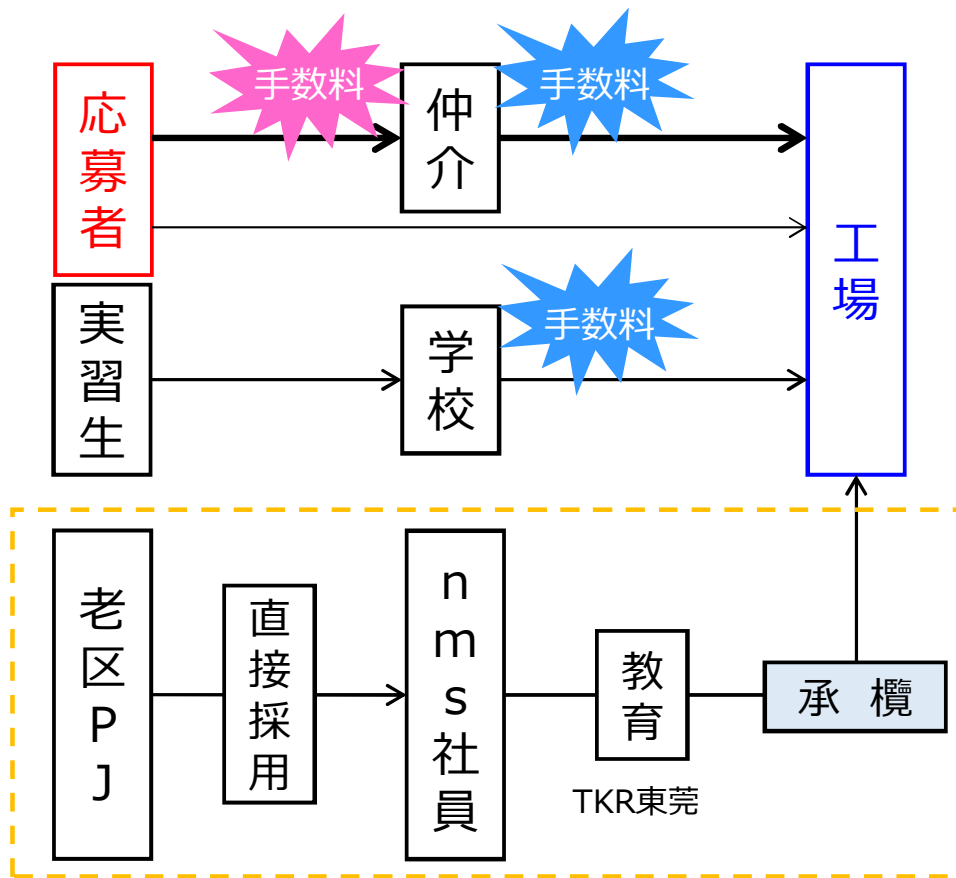 応募者
手数料
仲介
手数料
工場
実習生
学校
手数料
老区PJ
直接採用
nms社員
教育
TKR東莞
承欖